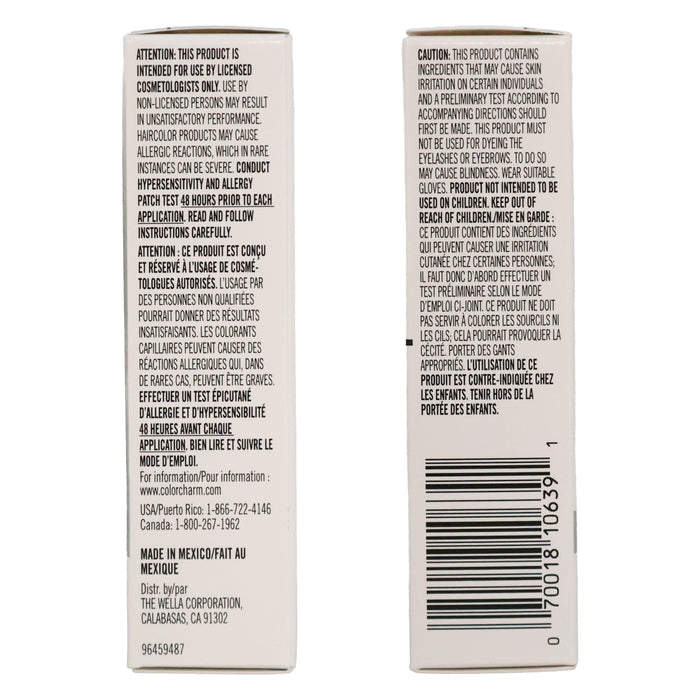 ATTENTION: THIS PRODUCT IS
INTENDED FOR USE BY LICENSED
COSMETOLOGISTS ONLY. USE BY
NON-LICENSED PERSONS MAY RESULT
IN UNSATISFACTORY PERFORMANCE.
HAIRCOLOR PRODUCTS MAY CAUSE
ALLERGIC REACTIONS, WHICH IN RARE
INSTANCES CAN BE SEVERE. CONDUCT
HYPERSENSITIVITY AND ALLERGY
PATCH TEST 48 HOURS PRIOR TO EACH
APPLICATION. READ AND FOLLOW
INSTRUCTIONS CAREFULLY.
ATTENTION : CE PRODUIT EST CONÇU
ET RÉSERVÉ À L'USAGE DE COSMÉ-
TOLOGUES AUTORISÉS. L'USAGE PAR
DES PERSONNES NON QUALIFIÉES
POURRAIT DONNER DES RÉSULTATS
INSATISFAISANTS. LES COLORANTS
CAPILLAIRES PEUVENT CAUSER DES
RÉACTIONS ALLERGIQUES QUI, DANS
DE RARES CAS, PEUVENT ÊTRE GRAVES.
EFFECTUER UN TEST ÉPICUTANÉ
D'ALLERGIE ET D'HYPERSENSIBILITÉ
48 HEURES AVANT CHAQUE
APPLICATION. BIEN LIRE ET SUIVRE LE
MODE D'EMPLOI.
For information/Pour information :
www.colorcharm.com
USA/Puerto Rico: 1-866-722-4146
Canada: 1-800-267-1962
MADE IN MEXICO/FAIT AU
MEXIQUE
Distr. by/par
THE WELLA CORPORATION,
CALABASAS, CA 91302
96459487
CAUTION: THIS PRODUCT CONTAINS
INGREDIENTS THAT MAY CAUSE SKIN
IRRITATION ON CERTAIN INDIVIDUALS
AND A PRELIMINARY TEST ACCORDING TO
ACCOMPANYING DIRECTIONS SHOULD
FIRST BE MADE. THIS PRODUCT MUST
NOT BE USED FOR DYEING THE
EYELASHES OR EYEBROWS. TO DO SO
MAY CAUSE BLINDNESS. WEAR SUITABLE
GLOVES. PRODUCT NOT INTENDED TO BE
USED ON CHILDREN. KEEP OUT OF
REACH OF CHILDREN./MISE EN GARDE :
CE PRODUIT CONTIENT DES INGRÉDIENTS
QUI PEUVENT CAUSER UNE IRRITATION
CUTANÉE CHEZ CERTAINES PERSONNES;
IL FAUT DONC D'ABORD EFFECTUER UN
TEST PRÉLIMINAIRE SELON LE MODE
D'EMPLOI CI-JOINT. CE PRODUIT NE DOIT
PAS SERVIR À COLORER LES SOURCILS NI
LES CILS; CELA POURRAIT PROVOQUER LA
CÉCITÉ. PORTER DES GANTS
APPROPRIÉS. L'UTILISATION DE CE
PRODUIT EST CONTRE-INDIQUÉE CHEZ
LES ENFANTS. TENIR HORS DE LA
PORTÉE DES ENFANTS.
0 70018 10639 1